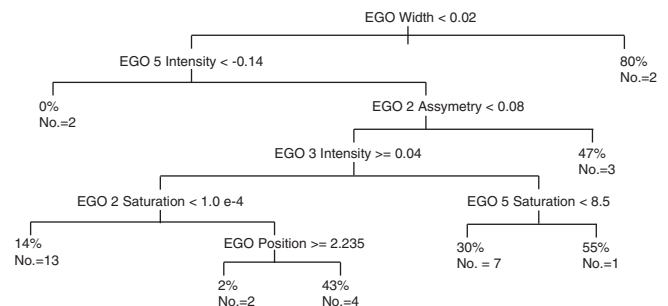 EGO Width < 0.02
EGO 5 Intensity < -0.14
80%
No.=2
0%
No.=2
EGO 2 Assymetry < 0.08
EGO 3 Intensity >= 0.04
47%
No.=3
EGO 2 Saturation < 1.0 e-4
EGO 5 Saturation < 8.5
14%
No.=13
EGO Position >= 2.235
30%
No. = 7
55%
No.=1
2%
No.=2
43%
No.=4